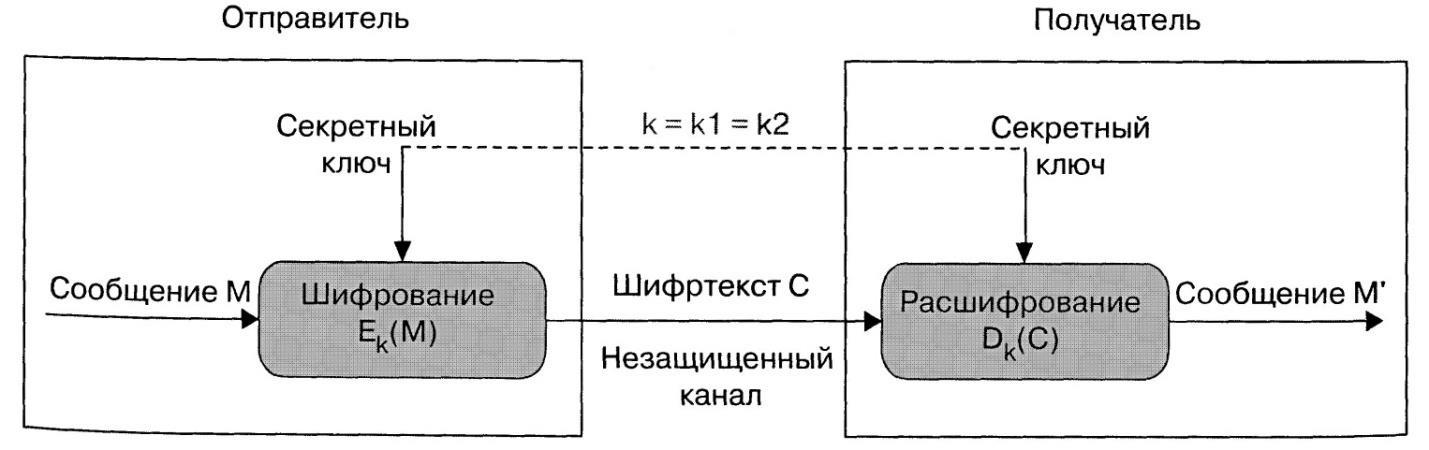 Отправитель
Получатель
Секретный
ключ
k = k1 = k2
Секретный
ключ
Сообщение M
Шифрование
Eₖ(M)
Шифртекст C
Незащищенный
канал
Расшифрование
Dₖ(C)
Сообщение M'